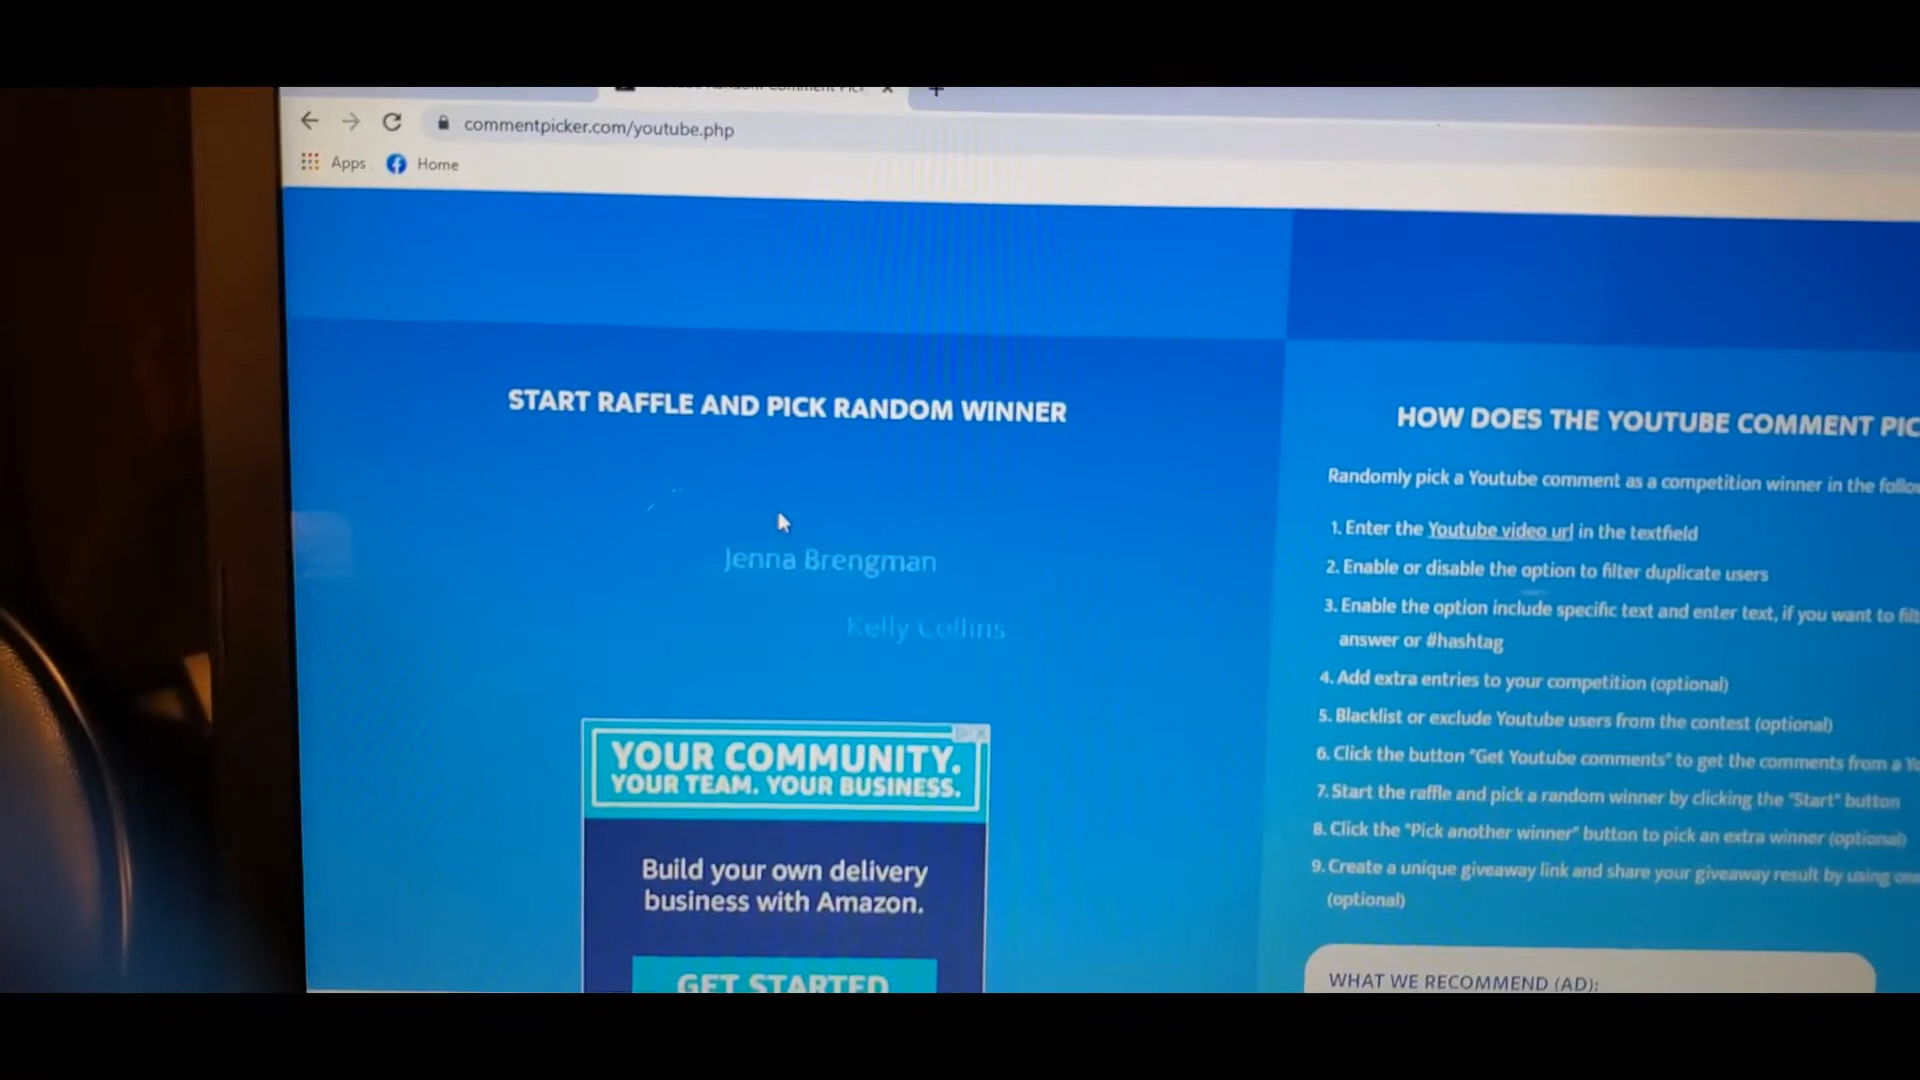 commentpicker.com/youtube.php
Apps
Home
START RAFFLE AND PICK RANDOM WINNER
Jenna Brengman
Kelly Collins
YOUR COMMUNITY.
YOUR TEAM. YOUR BUSINESS.
Build your own delivery
business with Amazon.
GET STARTED
HOW DOES THE YOUTUBE COMMENT
Randomly pick a Youtube comment as a competition winner in the
1. Enter the Youtube video url in the textfield
2. Enable or disable the option to filter duplicate users
3. Enable the option include specific text and enter text, if you want to
answer or #hashtag
4. Add extra entries to your competition (optional)
5. Blacklist or exclude Youtube users from the contest (optional)
6. Click the button "Get Youtube comments" to get the comments from a
7. Start the raffle and pick a random winner by clicking the "Start" button
8. Click the "Pick another winner" button to pick an extra winner (optional)
9. Create a unique giveaway link and share your giveaway result by using
(optional)
WHAT WE RECOMMEND (AD):